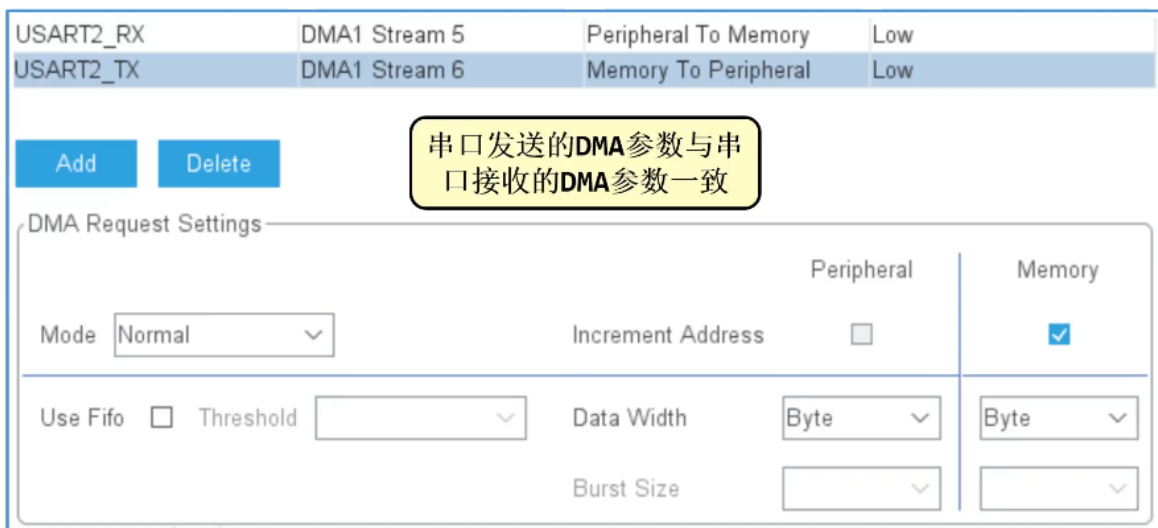 USART2_RX DMA1 Stream 5 Peripheral To Memory Low
USART2_TX DMA1 Stream 6 Memory To Peripheral Low
串口发送的DMA参数与串
口接收的DMA参数一致
Add Delete
DMA Request Settings
Peripheral Memory
Mode Normal Increment Address
Use Fifo Threshold Data Width Byte Byte
Burst Size